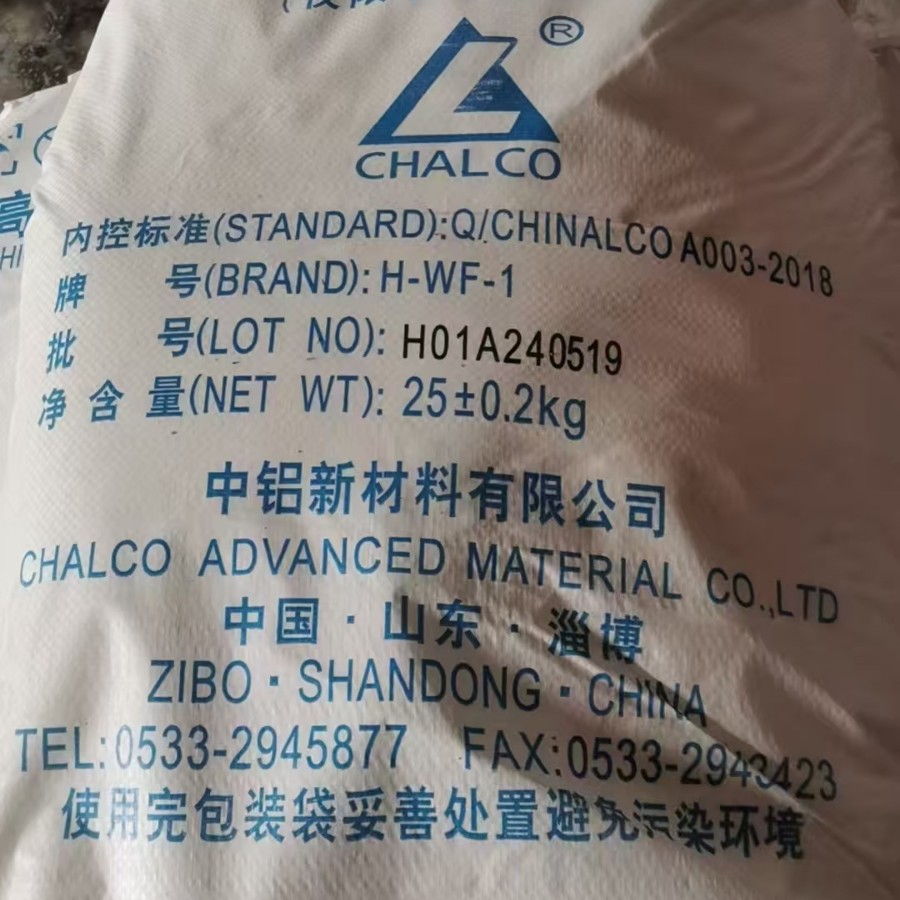 ®
CHALCO
内控标准(STANDARD):Q/CHINALCO A003-2018
牌 号(BRAND): H-WF-1
批 号(LOT NO): H01A240519
净 含 量(NET WT): 25±0.2kg
中铝新材料有限公司
CHALCO ADVANCED MATERIAL CO.,LTD
中国·山东·淄博
ZIBO·SHANDONG·CHINA
TEL:0533-2945877 FAX:0533-2943423
使用完包装袋妥善处置避免污染环境
高
HI